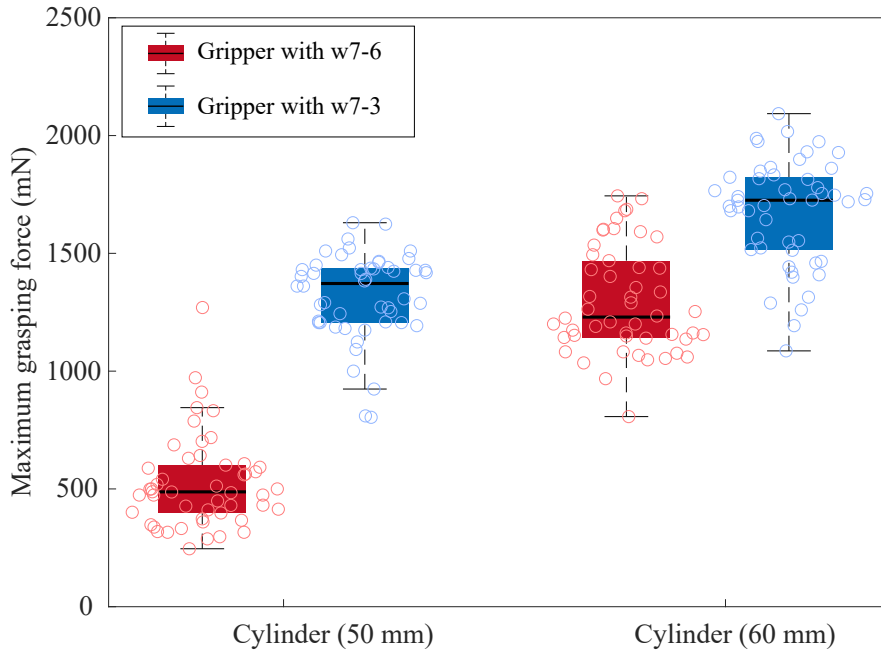 2500
2000
1500
1000
500
0
Maximum grasping force (mN)
Gripper with w7-6
Gripper with w7-3
Cylinder (50 mm)
Cylinder (60 mm)